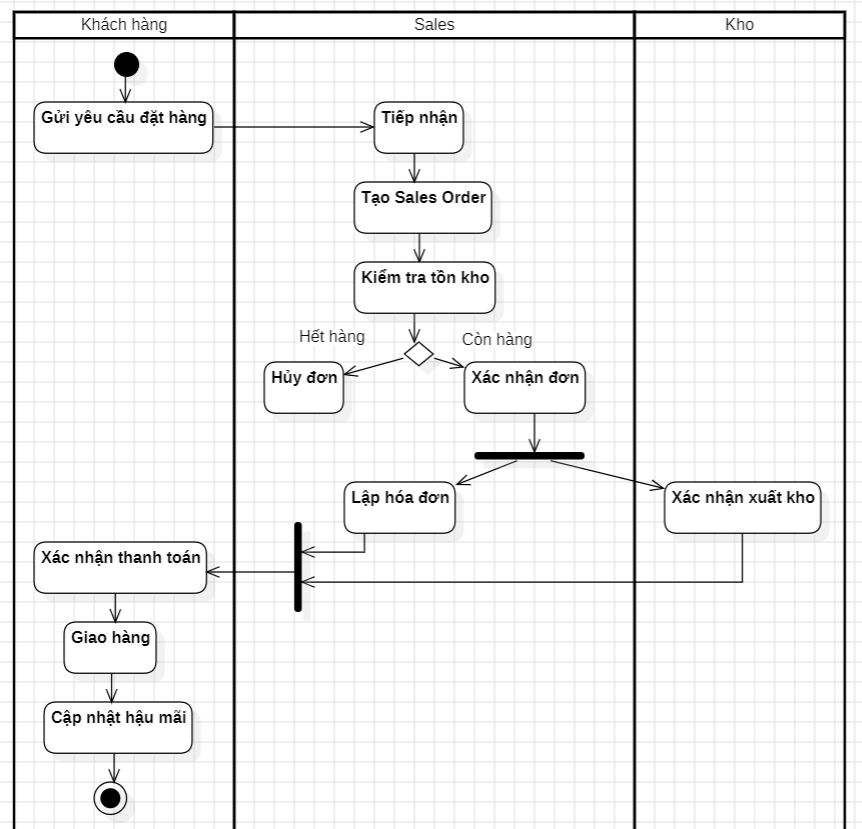 Khách hàng
Sales
Kho
Gửi yêu cầu đặt hàng
Tiếp nhận
Tạo Sales Order
Kiểm tra tồn kho
Hết hàng
Còn hàng
Hủy đơn
Xác nhận đơn
Lập hóa đơn
Xác nhận xuất kho
Xác nhận thanh toán
Giao hàng
Cập nhật hậu mãi